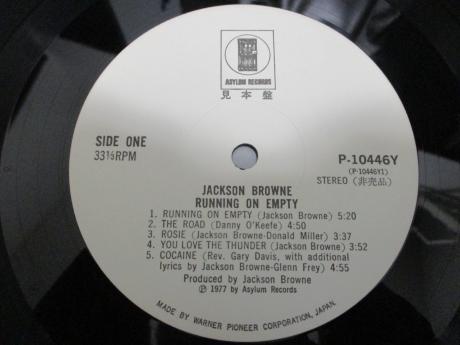 ASYLUM RECORDS
見本盤
SIDE ONE
33⅓RPM
P-10446Y
(P-10446Y1)
STEREO (非売品)
JACKSON BROWNE
RUNNING ON EMPTY
1. RUNNING ON EMPTY (Jackson Browne) 5:20
2. THE ROAD (Danny O'Keefe) 4:50
3. ROSIE (Jackson Browne-Donald Miller) 3:37
4. YOU LOVE THE THUNDER (Jackson Browne) 3:52
5. COCAINE (Rev. Gary Davis, with additional
lyrics by Jackson Browne-Glenn Frey) 4:55
Produced by Jackson Browne
Ⓟ 1977 by Asylum Records
MADE BY WARNER PIONEER CORPORATION, JAPAN.